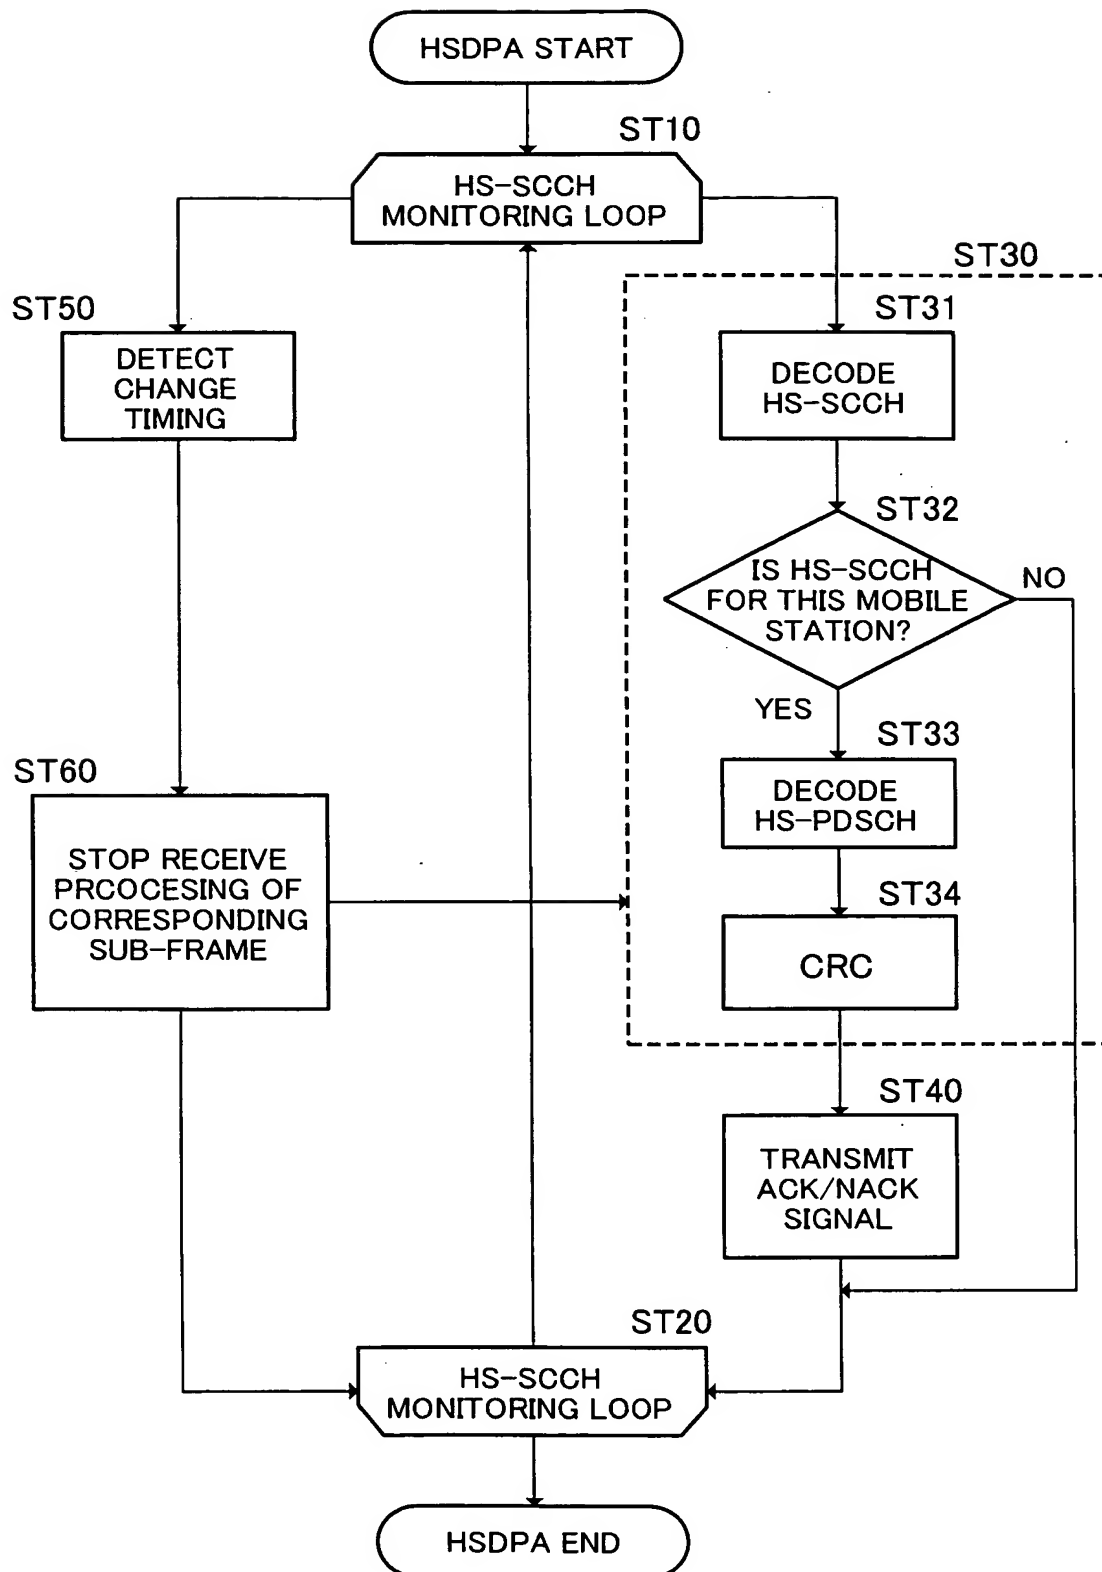 HSDPA START
ST10
HS-SCCH
MONITORING LOOP
ST30
ST50
DETECT
CHANGE
TIMING
ST31
DECODE
HS-SCCH
ST32
IS HS-SCCH
FOR THIS MOBILE
STATION?
NO
YES
ST33
DECODE
HS-PDSCH
ST60
STOP RECEIVE
PRCOCESING OF
CORRESPONDING
SUB-FRAME
ST34
CRC
ST40
TRANSMIT
ACK/NACK
SIGNAL
ST20
HS-SCCH
MONITORING LOOP
HSDPA END